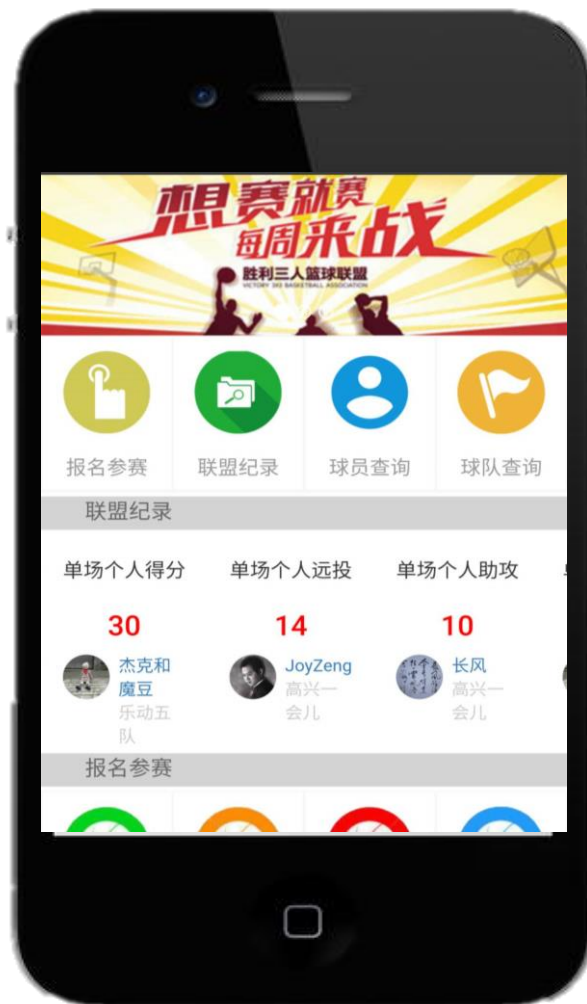 想赛就赛
每周来战
胜利三人篮球联盟
VICTORY 3X3 BASKETBALL ASSOCIATION
报名参赛 联盟纪录 球员查询 球队查询
联盟纪录
单场个人得分 单场个人远投 单场个人助攻
30 14 10
杰克和魔豆 JoyZeng 长风
乐动五队 高兴一会儿 高兴一会儿
报名参赛